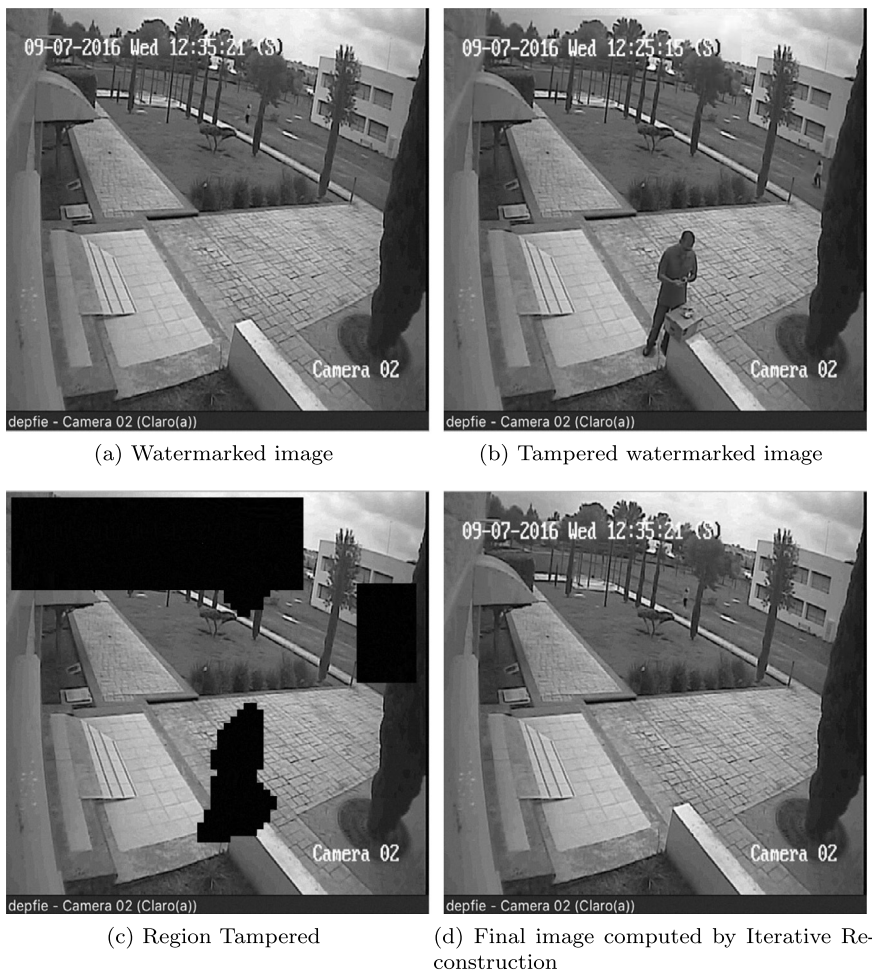 09-07-2016 Wed 12:35:21 (S)
Camera 02
depfie - Camera 02 (Claro(a))
(a) Watermarked image
09-07-2016 Wed 12:25:15 (S)
Camera 02
depfie - Camera 02 (Claro(a))
(b) Tampered watermarked image
Camera 02
depfie - Camera 02 (Claro(a))
(c) Region Tampered
09-07-2016 Wed 12:35:21 (S)
Camera 02
depfie - Camera 02 (Claro(a))
(d) Final image computed by Iterative Re-
construction